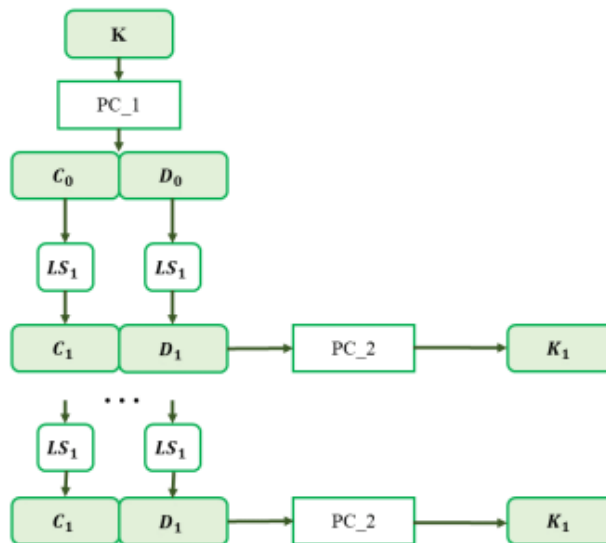 K
PC_1
C₀ D₀
LS₁ LS₁
C₁ D₁ PC_2 K₁
...
LS₁ LS₁
C₁ D₁ PC_2 K₁